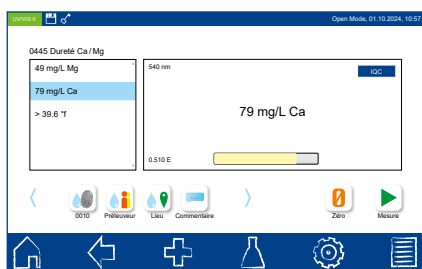 UV/VIS II
Open Mode, 01.10.2024, 10:57
0445 Dureté Ca / Mg
49 mg/L Mg
79 mg/L Ca
> 39.6 °f
540 nm
IQC
79 mg/L Ca
0.510 E
0010 Préleuveur Lieu Commentaire Zéro Mesure